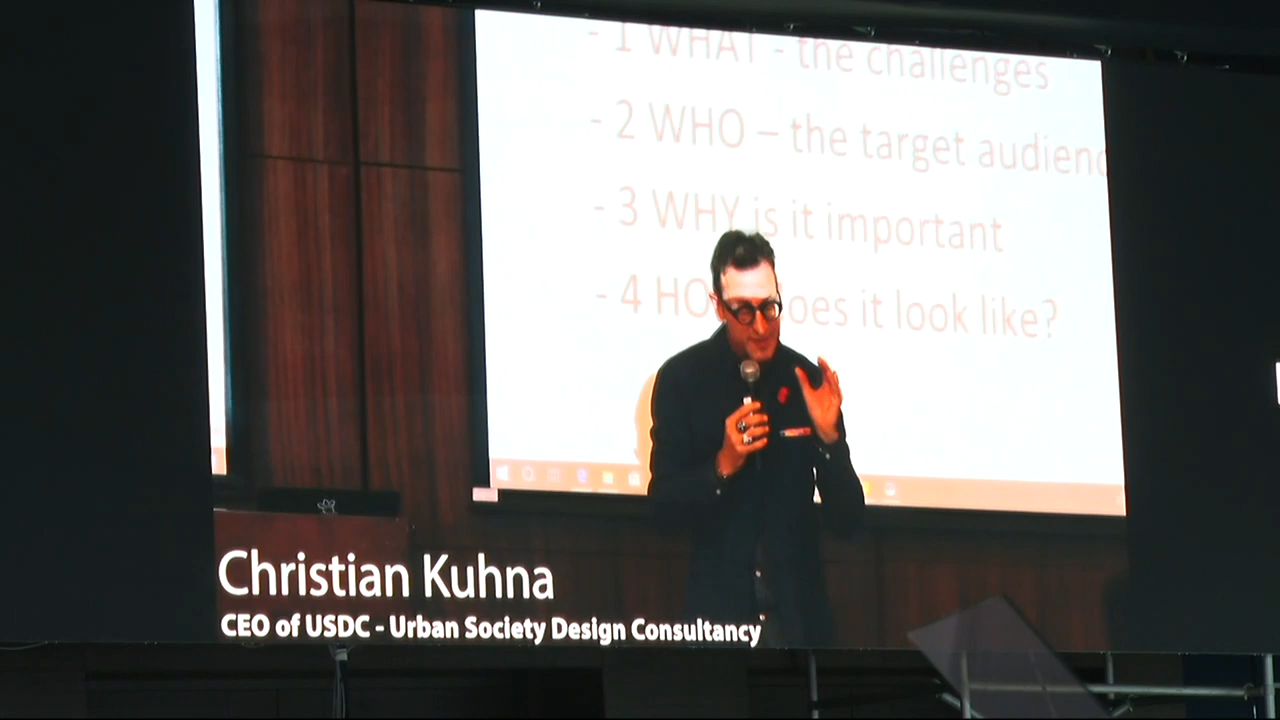 - 1 WHAT - the challenges
- 2 WHO – the target audienc
- 3 WHY is it important
- 4 HO oes it look like?
Christian Kuhna
CEO of USDC - Urban Society Design Consultancy